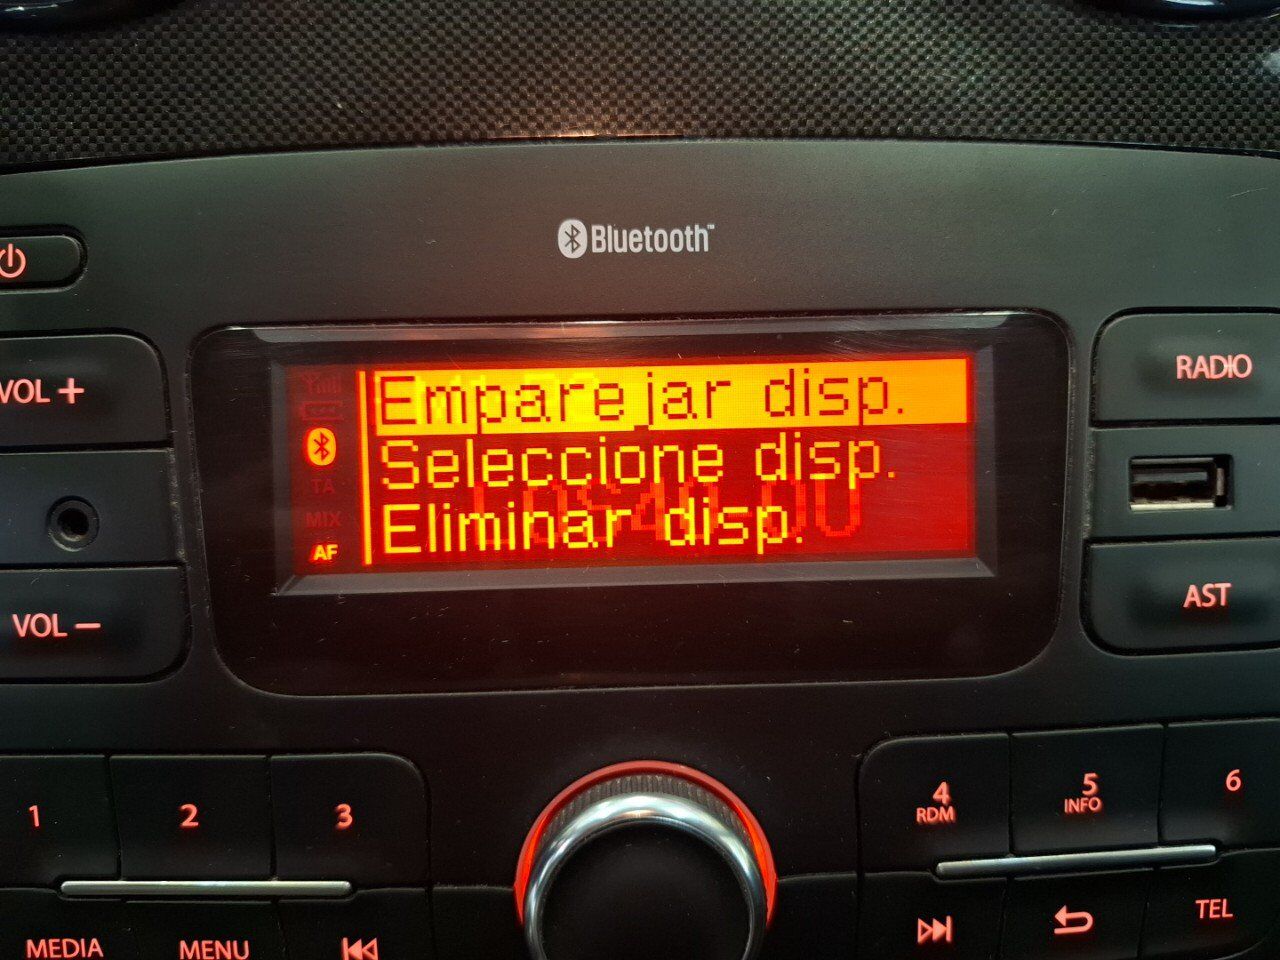 Bluetooth™
VOL +
RADIO
Emparejar disp.
Seleccione disp.
Eliminar disp.
TA
MIX
AF
VOL −
AST
1
2
3
4
RDM
5
INFO
6
MEDIA
MENU
TEL